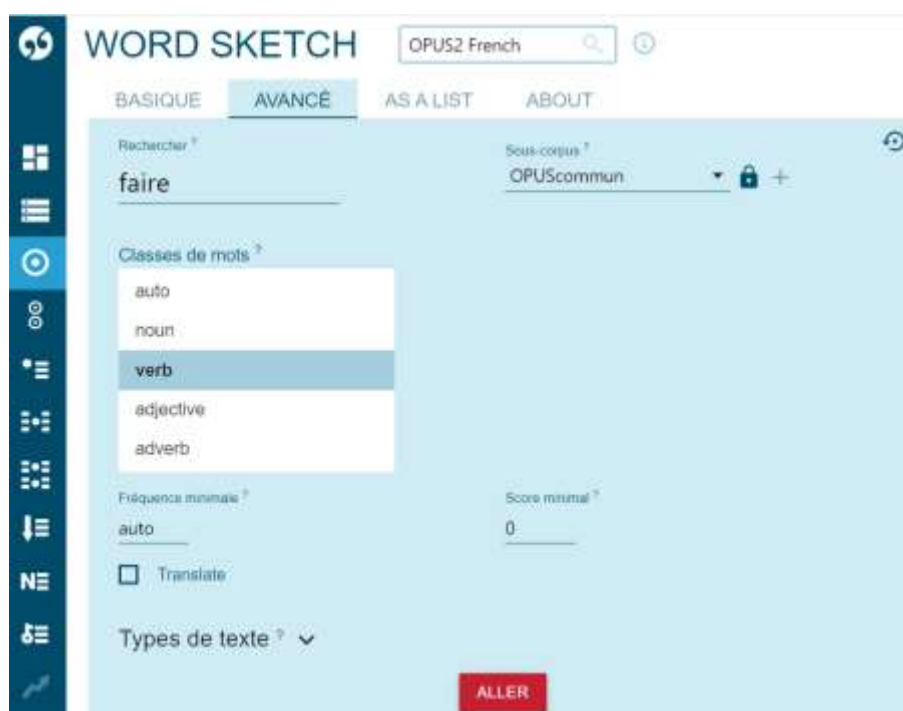 WORD SKETCH OPUS2 French
BASIQUE AVANCÉ AS A LIST ABOUT
Rechercher ?
Sous-corpus ?
faire
OPUScommun
Classes de mots ?
auto
noun
verb
adjective
adverb
Fréquence minimale ?
Score minimal ?
auto
0
Translate
Types de texte ?
ALLER